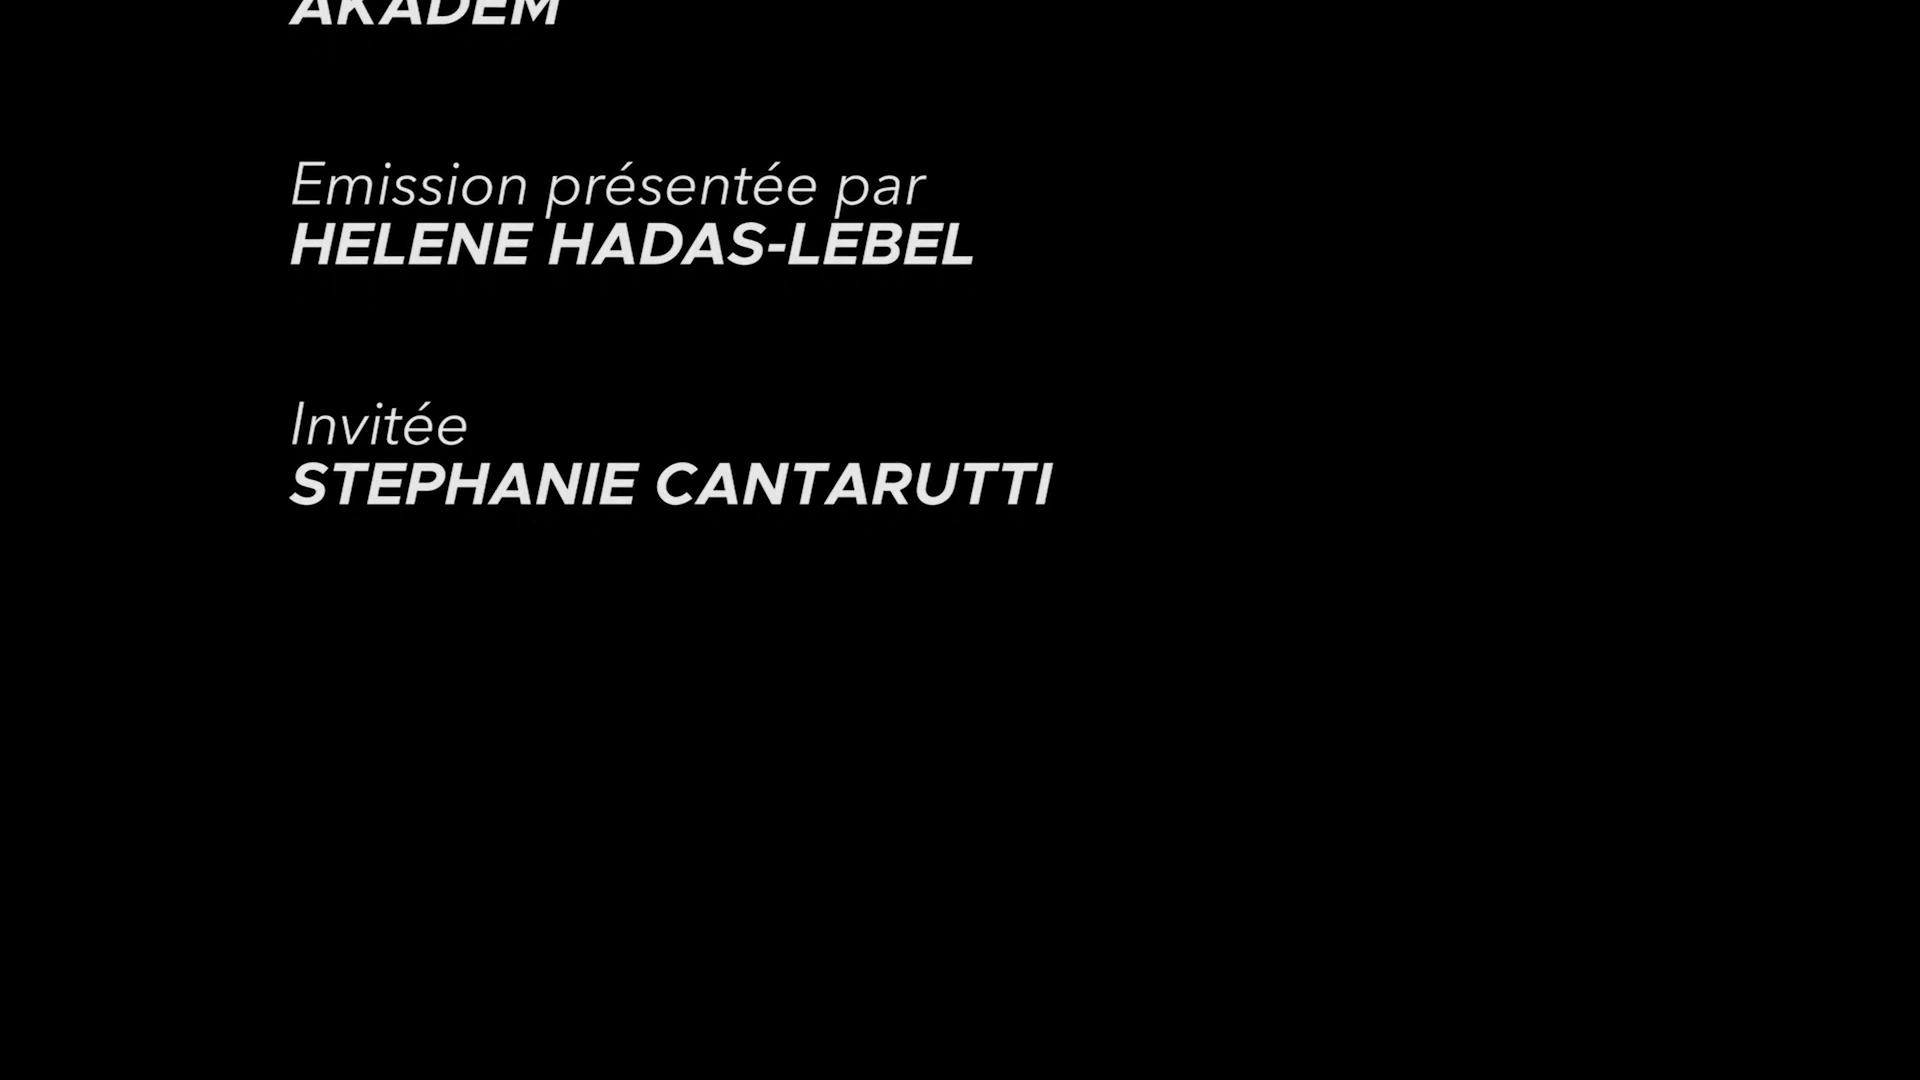 AKADEM
Emission présentée par
HELENE HADAS-LEBEL
Invitée
STEPHANIE CANTARUTTI